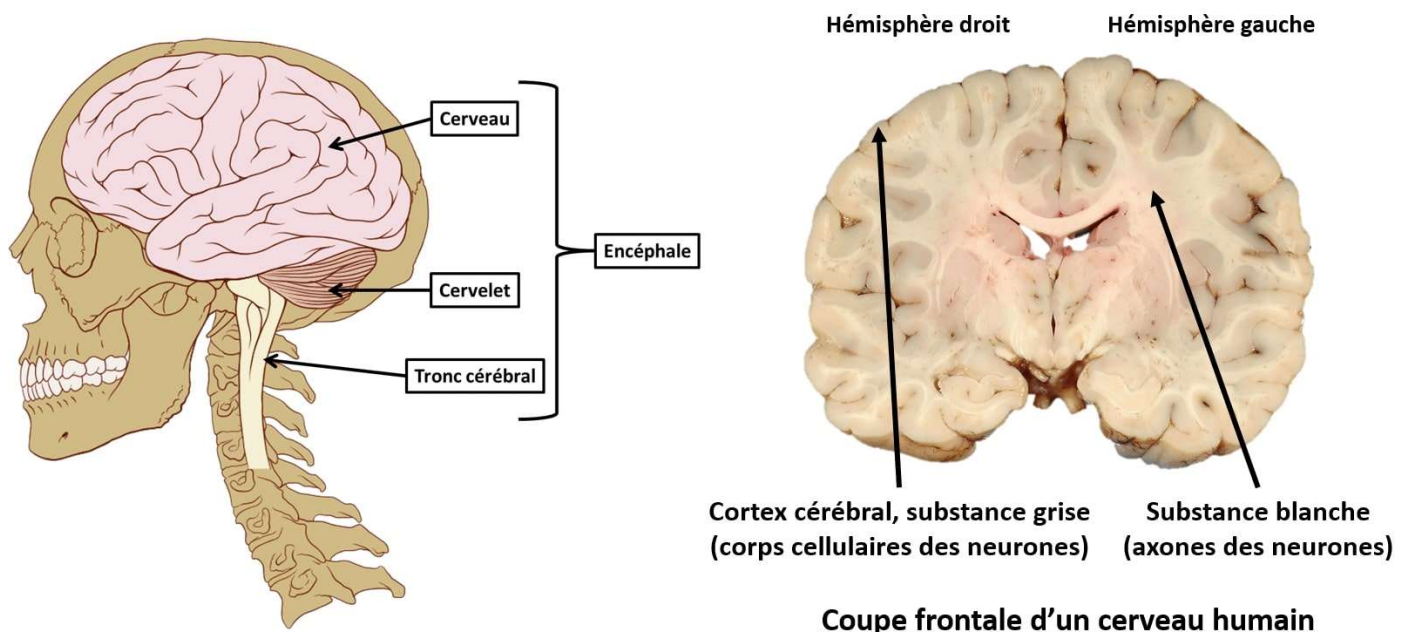 Cerveau
Encéphale
Cervelet
Tronc cérébral
Hémisphère droit
Hémisphère gauche
Cortex cérébral, substance grise
(corps cellulaires des neurones)
Substance blanche
(axones des neurones)
Coupe frontale d'un cerveau humain